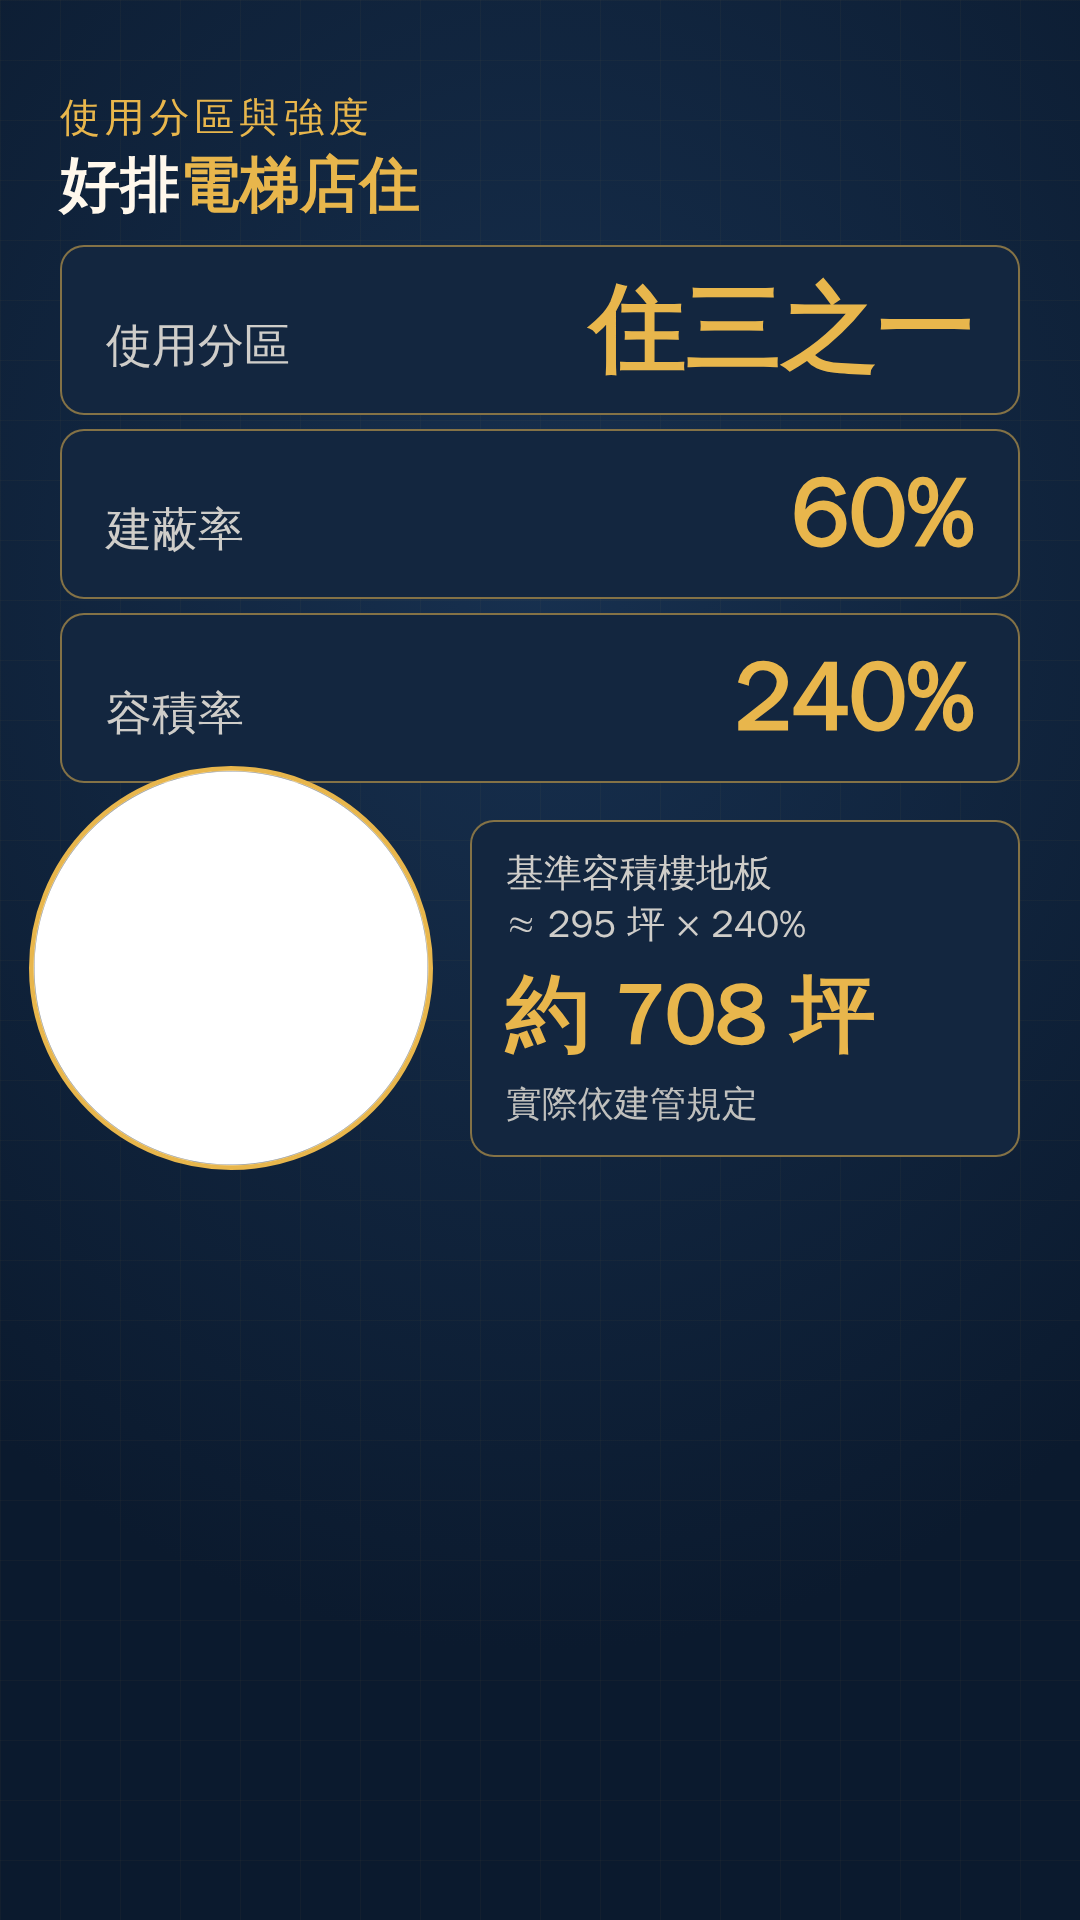 使用分區與強度
好排電梯店住
使用分區 住三之一
建蔽率 60%
容積率 240%
基準容積樓地板
≈ 295 坪 × 240%
約 708 坪
實際依建管規定